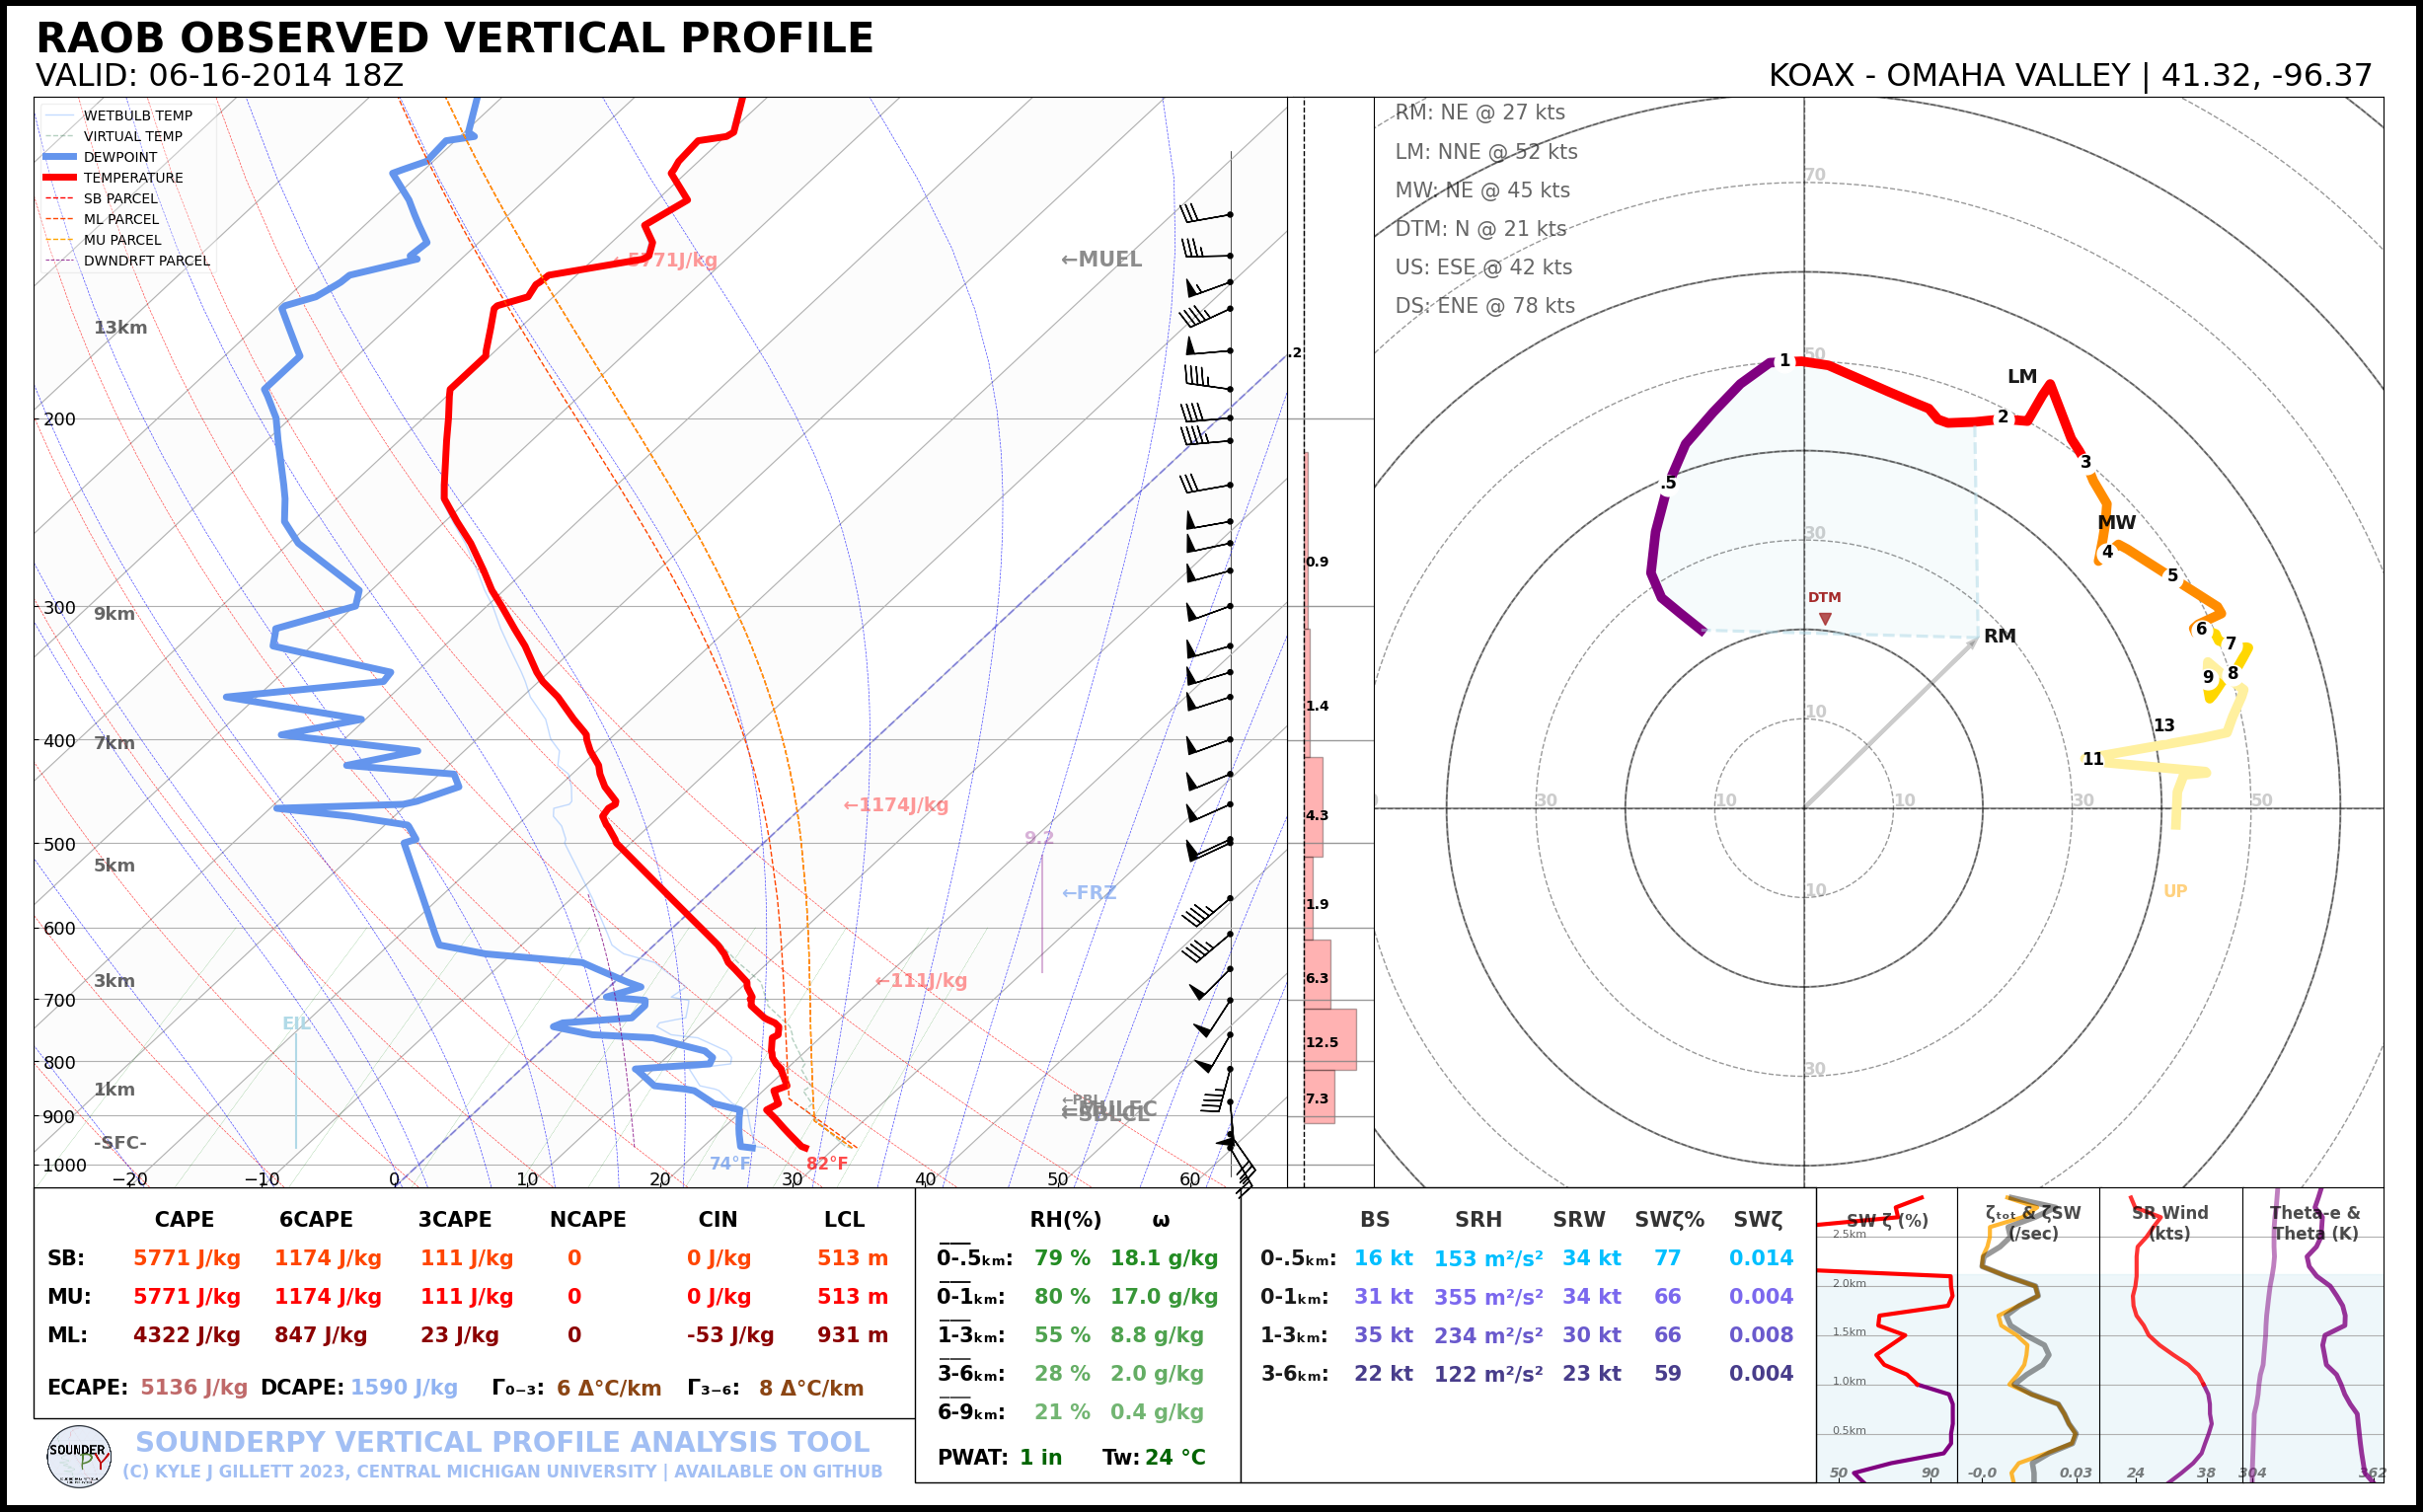 RAOB OBSERVED VERTICAL PROFILE
VALID: 06-16-2014 18Z
KOAX - OMAHA VALLEY | 41.32, -96.37
WETBULB TEMP
VIRTUAL TEMP
DEWPOINT
TEMPERATURE
SB PARCEL
ML PARCEL
MU PARCEL
DWNDRFT PARCEL
←5771J/kg
←MUEL
13km
200
9km
300
7km
400
←1174J/kg
9.2
500
5km
←FRZ
600
3km
←111J/kg
700
EIL
800
1km
←PBL
900
←SBLCL
-SFC-
74°F 82°F
1000
−20 −10 0 10 20 30 40 50 60
.2
0.9
1.4
4.3
1.9
6.3
12.5
7.3
RM: NE @ 27 kts
LM: NNE @ 52 kts
MW: NE @ 45 kts
DTM: N @ 21 kts
US: ESE @ 42 kts
DS: ENE @ 78 kts
70
50
30
10
10
30
30 10 10 30 50
.5 1 2 3 4 5 6 7 8 9 11 13
LM
MW
DTM
RM
UP
CAPE 6CAPE 3CAPE NCAPE CIN LCL
SB: 5771 J/kg 1174 J/kg 111 J/kg 0 0 J/kg 513 m
MU: 5771 J/kg 1174 J/kg 111 J/kg 0 0 J/kg 513 m
ML: 4322 J/kg 847 J/kg 23 J/kg 0 -53 J/kg 931 m
ECAPE: 5136 J/kg DCAPE: 1590 J/kg Γ₀₋₃: 6 Δ°C/km Γ₃₋₆: 8 Δ°C/km
SOUNDERPY VERTICAL PROFILE ANALYSIS TOOL
(C) KYLE J GILLETT 2023, CENTRAL MICHIGAN UNIVERSITY | AVAILABLE ON GITHUB
SOUNDER
PY
RH(%) ω
0-.5ₖₘ: 79 % 18.1 g/kg
0-1ₖₘ: 80 % 17.0 g/kg
1-3ₖₘ: 55 % 8.8 g/kg
3-6ₖₘ: 28 % 2.0 g/kg
6-9ₖₘ: 21 % 0.4 g/kg
PWAT: 1 in Tw: 24 °C
BS SRH SRW SWζ% SWζ
0-.5ₖₘ: 16 kt 153 m²/s² 34 kt 77 0.014
0-1ₖₘ: 31 kt 355 m²/s² 34 kt 66 0.004
1-3ₖₘ: 35 kt 234 m²/s² 30 kt 66 0.008
3-6ₖₘ: 22 kt 122 m²/s² 23 kt 59 0.004
SW ζ (%)
2.5km
2.0km
1.5km
1.0km
0.5km
50 90
ζₜₒₜ & ζSW
(/sec)
-0.0 0.03
SR Wind
(kts)
24 38
Theta-e &
Theta (K)
304 362